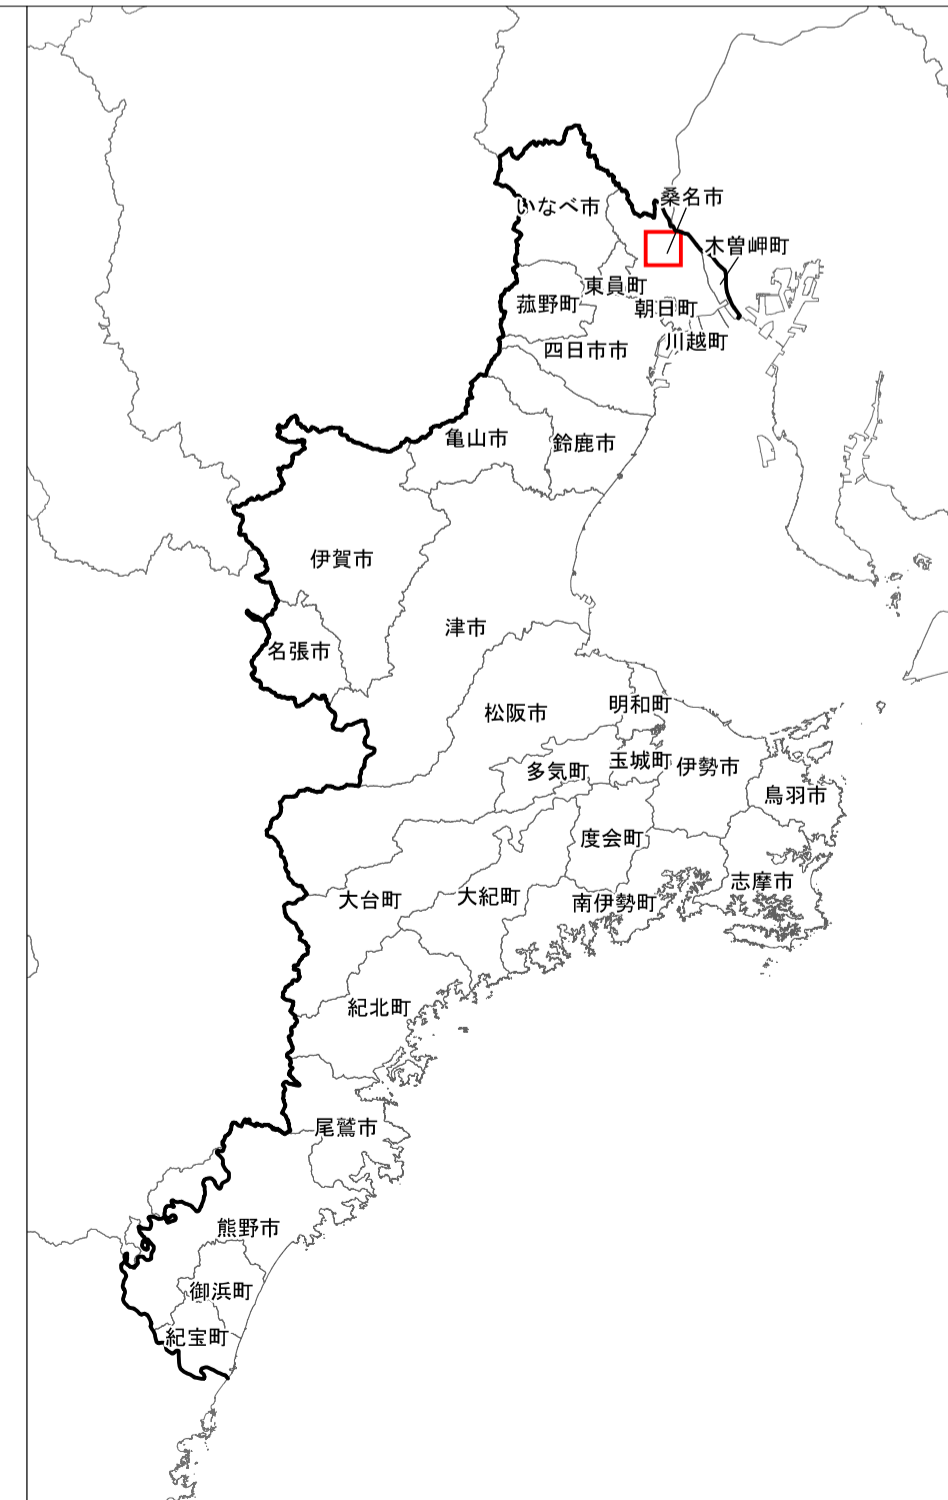 桑名市
いなべ市
木曽岬町
東員町
菰野町
朝日町
川越町
四日市市
亀山市
鈴鹿市
伊賀市
津市
名張市
明和町
松阪市
玉城町
伊勢市
多気町
鳥羽市
度会町
志摩市
大台町
大紀町
南伊勢町
紀北町
尾鷲市
熊野市
御浜町
紀宝町